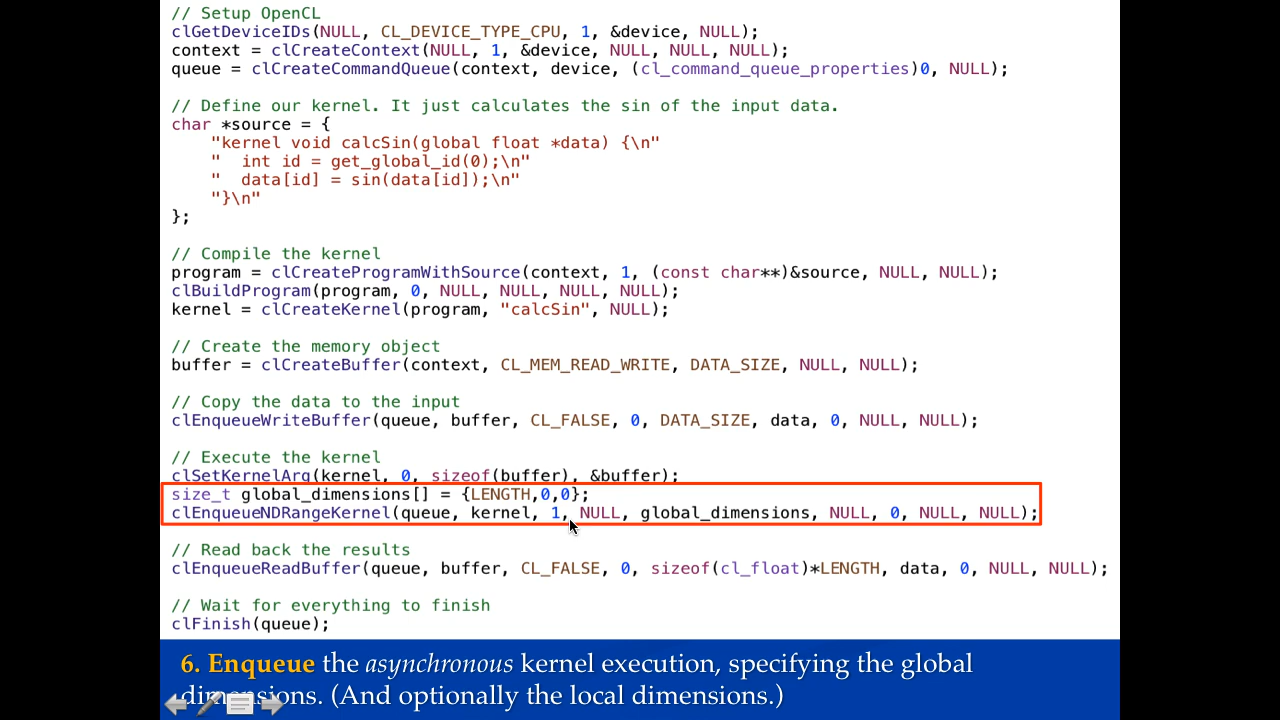 // Setup OpenCL
clGetDeviceIDs(NULL, CL_DEVICE_TYPE_CPU, 1, &device, NULL);
context = clCreateContext(NULL, 1, &device, NULL, NULL, NULL);
queue = clCreateCommandQueue(context, device, (cl_command_queue_properties)0, NULL);
// Define our kernel. It just calculates the sin of the input data.
char *source = {
"kernel void calcSin(global float *data) {\n"
"  int id = get_global_id(0);\n"
"  data[id] = sin(data[id]);\n"
"}\n"
};
// Compile the kernel
program = clCreateProgramWithSource(context, 1, (const char**)&source, NULL, NULL);
clBuildProgram(program, 0, NULL, NULL, NULL, NULL);
kernel = clCreateKernel(program, "calcSin", NULL);
// Create the memory object
buffer = clCreateBuffer(context, CL_MEM_READ_WRITE, DATA_SIZE, NULL, NULL);
// Copy the data to the input
clEnqueueWriteBuffer(queue, buffer, CL_FALSE, 0, DATA_SIZE, data, 0, NULL, NULL);
// Execute the kernel
clSetKernelArg(kernel, 0, sizeof(buffer), &buffer);
size_t global_dimensions[] = {LENGTH,0,0};
clEnqueueNDRangeKernel(queue, kernel, 1, NULL, global_dimensions, NULL, 0, NULL, NULL);
// Read back the results
clEnqueueReadBuffer(queue, buffer, CL_FALSE, 0, sizeof(cl_float)*LENGTH, data, 0, NULL, NULL);
// Wait for everything to finish
clFinish(queue);
6. Enqueue the asynchronous kernel execution, specifying the global
dimensions. (And optionally the local dimensions.)